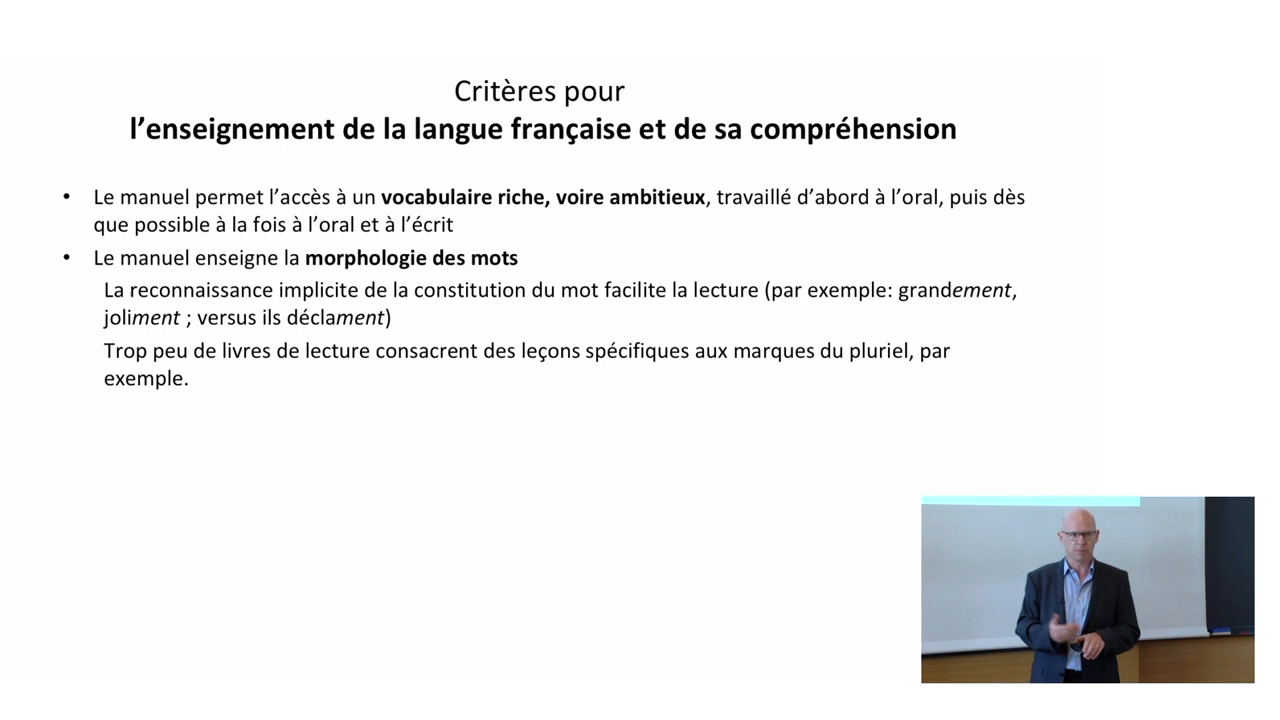 Critères pour
l’enseignement de la langue française et de sa compréhension
• Le manuel permet l’accès à un vocabulaire riche, voire ambitieux, travaillé d’abord à l’oral, puis dès
que possible à la fois à l’oral et à l’écrit
• Le manuel enseigne la morphologie des mots
La reconnaissance implicite de la constitution du mot facilite la lecture (par exemple: grandement,
joliment ; versus ils déclament)
Trop peu de livres de lecture consacrent des leçons spécifiques aux marques du pluriel, par
exemple.